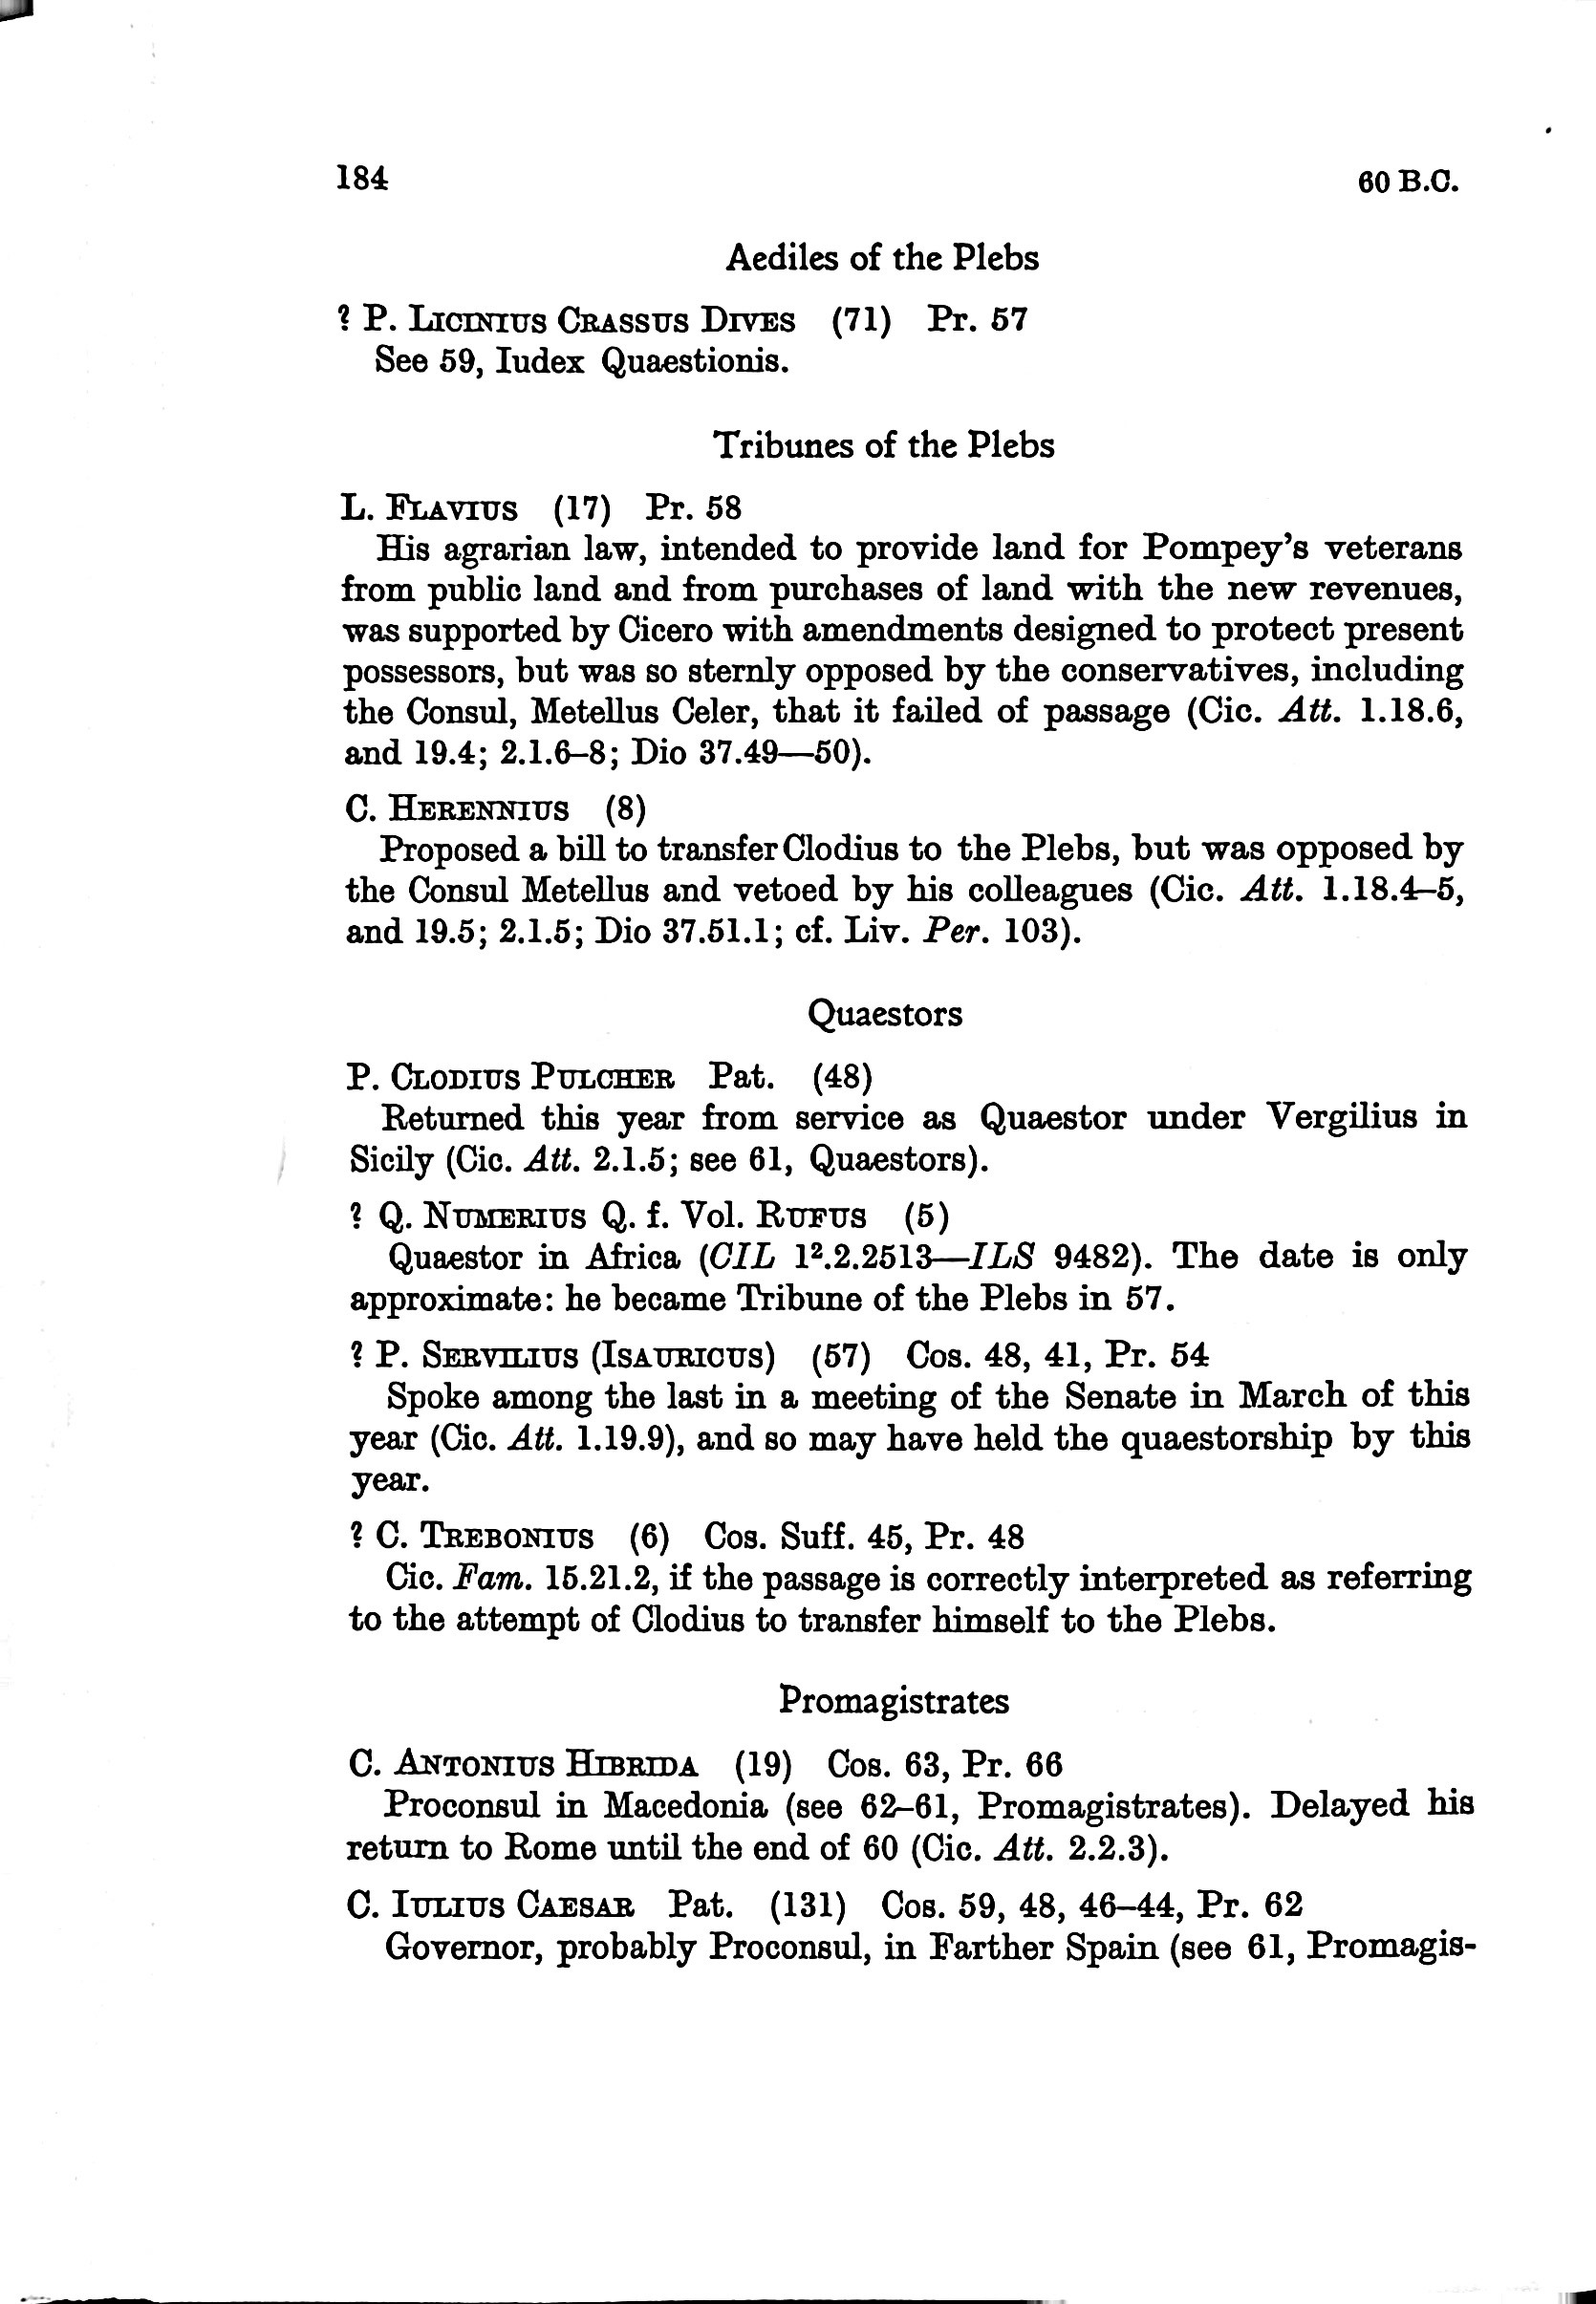 184 60 B.C.
Aediles of the Plebs
? P. LICINIUS CRASSUS DIVES (71) Pr. 57
See 59, Iudex Quaestionis.
Tribunes of the Plebs
L. FLAVIUS (17) Pr. 58
His agrarian law, intended to provide land for Pompey's veterans
from public land and from purchases of land with the new revenues,
was supported by Cicero with amendments designed to protect present
possessors, but was so sternly opposed by the conservatives, including
the Consul, Metellus Celer, that it failed of passage (Cic. Att. 1.18.6,
and 19.4; 2.1.6–8; Dio 37.49—50).
C. HERENNIUS (8)
Proposed a bill to transfer Clodius to the Plebs, but was opposed by
the Consul Metellus and vetoed by his colleagues (Cic. Att. 1.18.4–5,
and 19.5; 2.1.5; Dio 37.51.1; cf. Liv. Per. 103).
Quaestors
P. CLODIUS PULCHER Pat. (48)
Returned this year from service as Quaestor under Vergilius in
Sicily (Cic. Att. 2.1.5; see 61, Quaestors).
? Q. NUMERIUS Q. f. Vol. RUFUS (5)
Quaestor in Africa (CIL 1².2.2513—ILS 9482). The date is only
approximate: he became Tribune of the Plebs in 57.
? P. SERVILIUS (ISAURICUS) (57) Cos. 48, 41, Pr. 54
Spoke among the last in a meeting of the Senate in March of this
year (Cic. Att. 1.19.9), and so may have held the quaestorship by this
year.
? C. TREBONIUS (6) Cos. Suff. 45, Pr. 48
Cic. Fam. 15.21.2, if the passage is correctly interpreted as referring
to the attempt of Clodius to transfer himself to the Plebs.
Promagistrates
C. ANTONIUS HIBRIDA (19) Cos. 63, Pr. 66
Proconsul in Macedonia (see 62–61, Promagistrates). Delayed his
return to Rome until the end of 60 (Cic. Att. 2.2.3).
C. IULIUS CAESAR Pat. (131) Cos. 59, 48, 46–44, Pr. 62
Governor, probably Proconsul, in Farther Spain (see 61, Promagis-